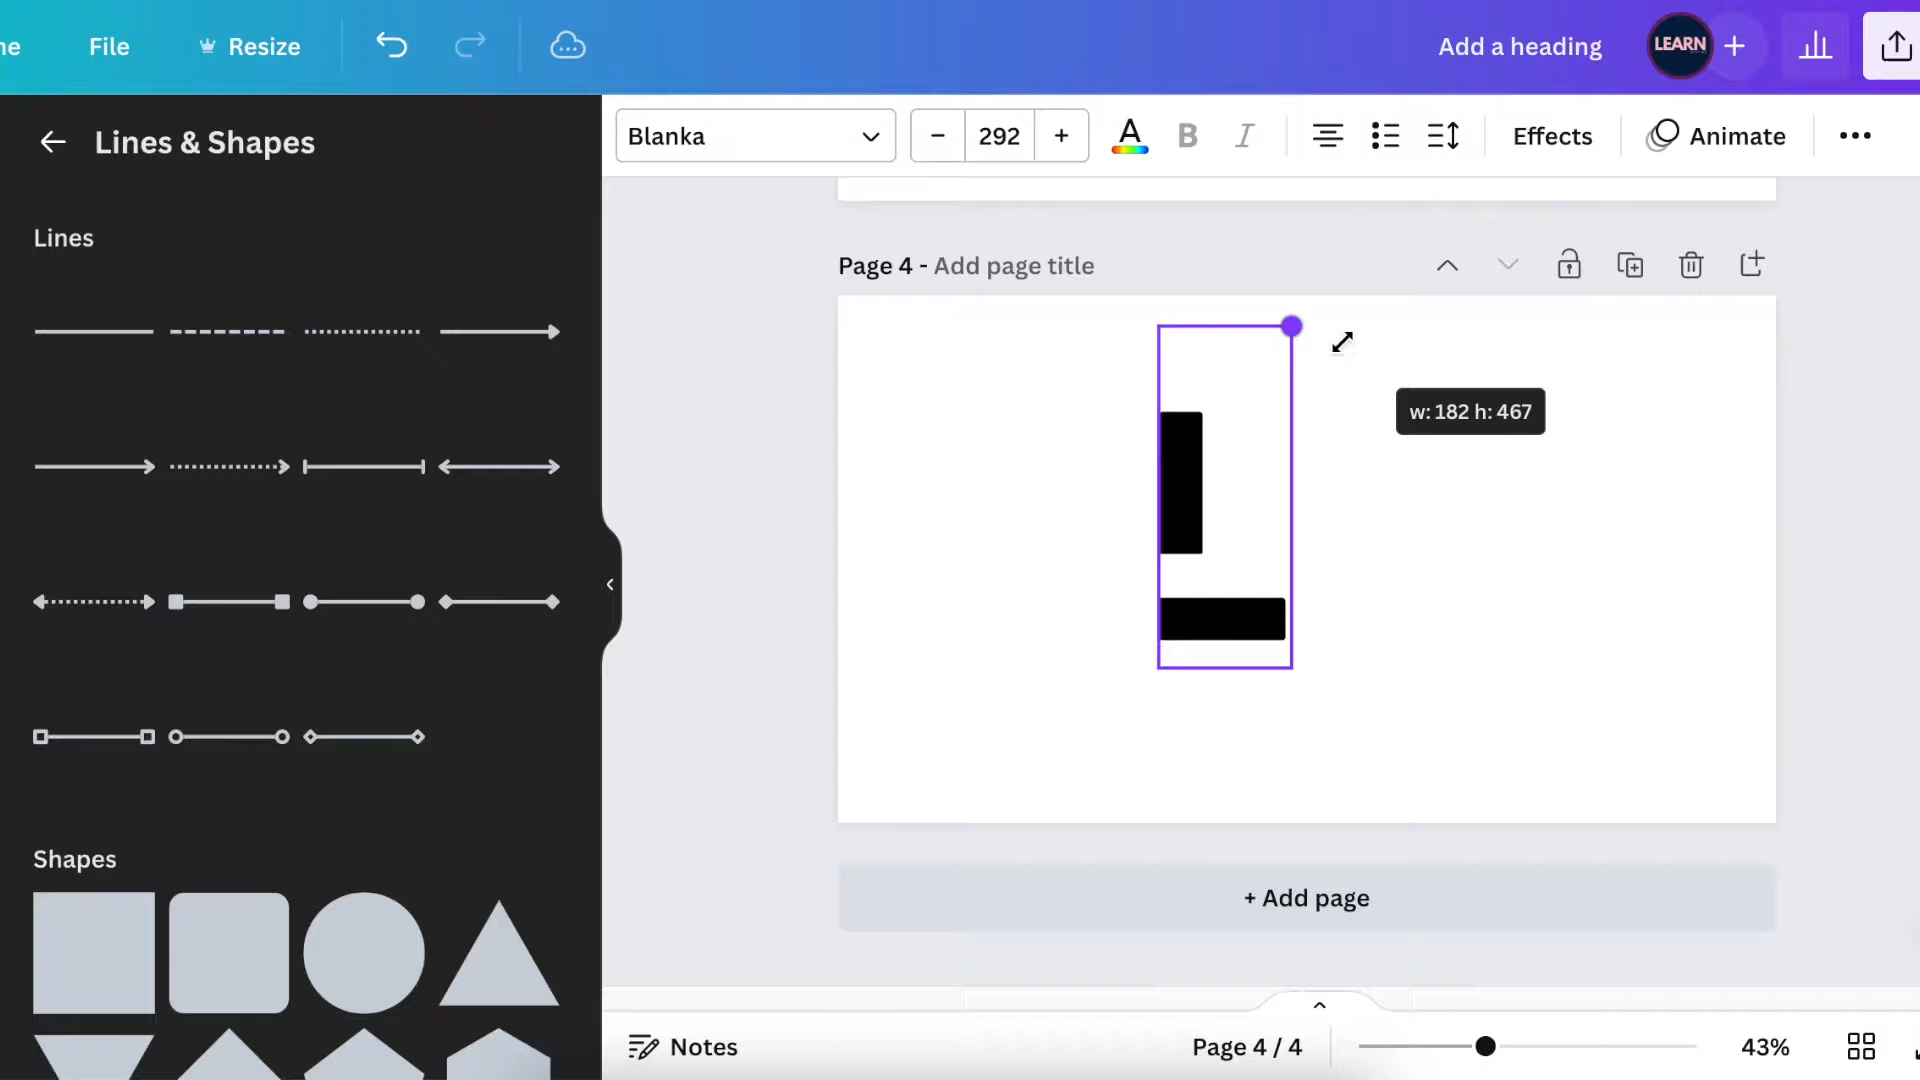 File
Resize
Add a heading
LEARN
Lines & Shapes
Blanka
292
A
B
I
Effects
Animate
Lines
Page 4 - Add page title
w: 182 h: 467
Shapes
+ Add page
Notes
Page 4 / 4
43%